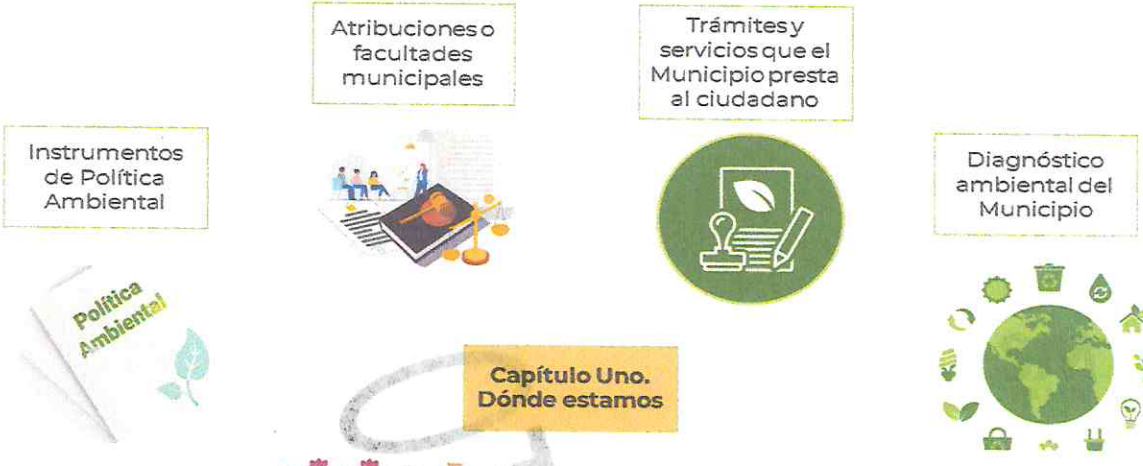 Atribuciones o
facultades
municipales
Trámites y
servicios que el
Municipio presta
al ciudadano
Instrumentos
de Política
Ambiental
Diagnóstico
ambiental del
Municipio
Política
Ambiental
Capítulo Uno.
Dónde estamos